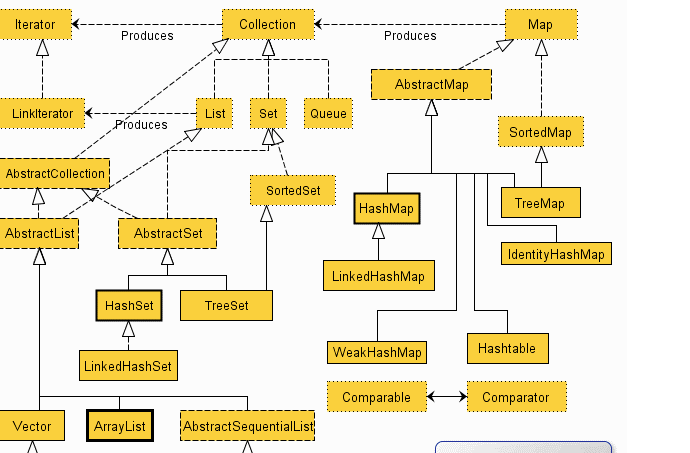 Iterator
Collection
Map
Produces
Produces
AbstractMap
LinkIterator
List
Set
Queue
Produces
SortedMap
AbstractCollection
SortedSet
HashMap
TreeMap
AbstractList
AbstractSet
IdentityHashMap
LinkedHashMap
HashSet
TreeSet
WeakHashMap
Hashtable
LinkedHashSet
Comparable
Comparator
Vector
ArrayList
AbstractSequentialList